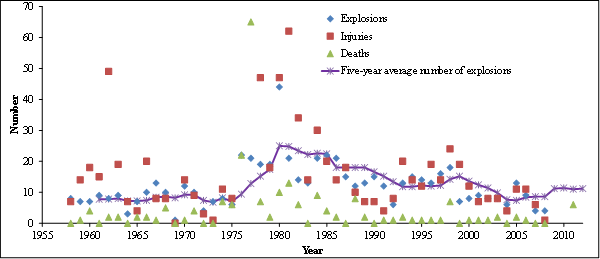 70
60
50
40
30
20
10
0
Number
Explosions
Injuries
Deaths
Five-year average number of explosions
1955 1960 1965 1970 1975 1980 1985 1990 1995 2000 2005 2010
Year